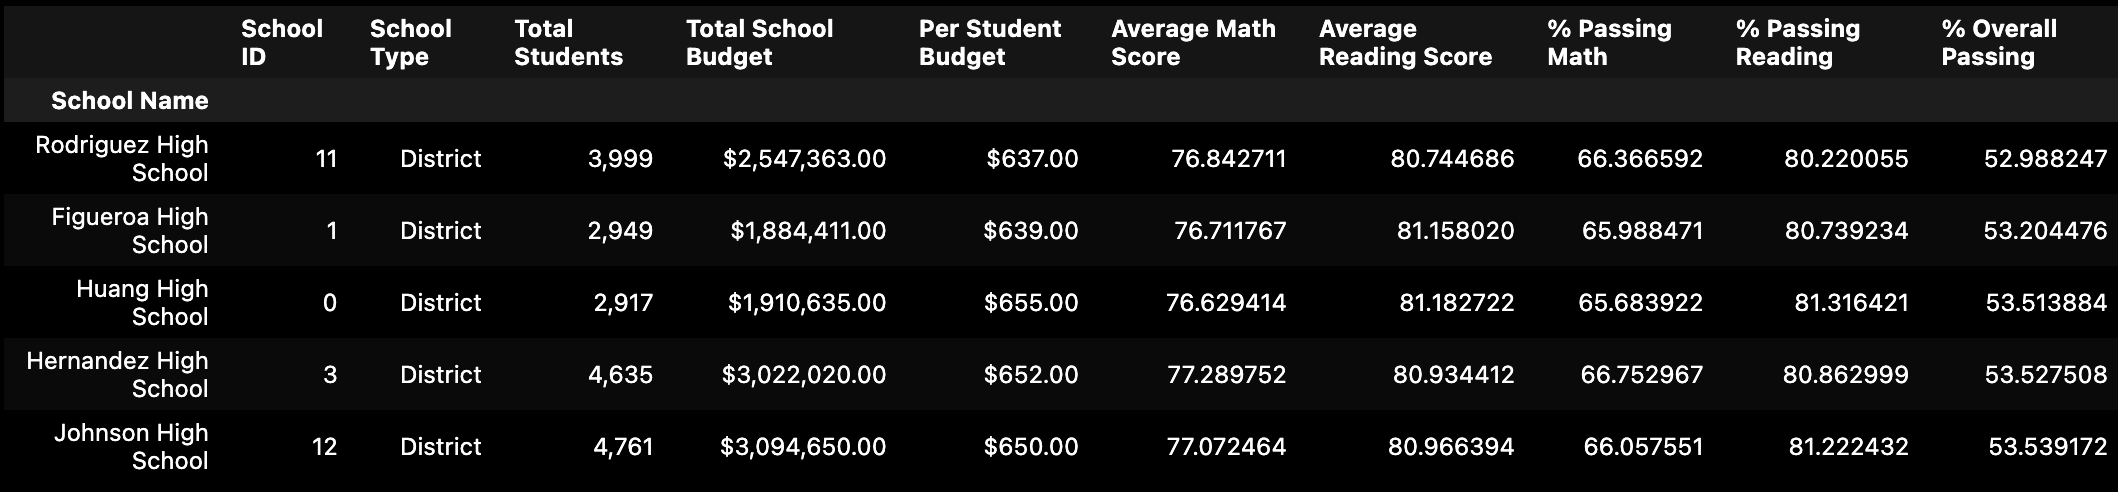 School ID School Type Total Students Total School Budget Per Student Budget Average Math Score Average Reading Score % Passing Math % Passing Reading % Overall Passing
School Name
Rodriguez High School 11 District 3,999 $2,547,363.00 $637.00 76.842711 80.744686 66.366592 80.220055 52.988247
Figueroa High School 1 District 2,949 $1,884,411.00 $639.00 76.711767 81.158020 65.988471 80.739234 53.204476
Huang High School 0 District 2,917 $1,910,635.00 $655.00 76.629414 81.182722 65.683922 81.316421 53.513884
Hernandez High School 3 District 4,635 $3,022,020.00 $652.00 77.289752 80.934412 66.752967 80.862999 53.527508
Johnson High School 12 District 4,761 $3,094,650.00 $650.00 77.072464 80.966394 66.057551 81.222432 53.539172